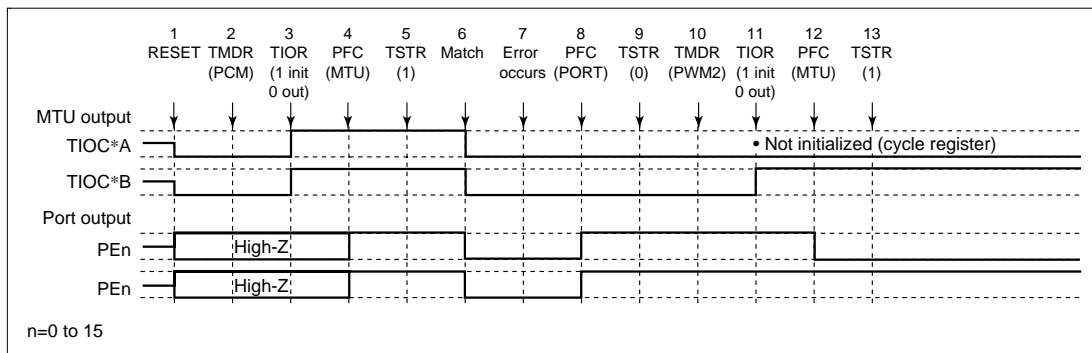 1 2 3 4 5 6 7 8 9 10 11 12 13
RESET TMDR TIOR PFC TSTR Match Error PFC TSTR TMDR TIOR PFC TSTR
(PCM) (1 init (MTU) (1) occurs (PORT) (0) (PWM2) (1 init (MTU) (1)
0 out) 0 out)
MTU output
TIOC*A • Not initialized (cycle register)
TIOC*B
Port output
PEn High-Z
PEn High-Z
n=0 to 15